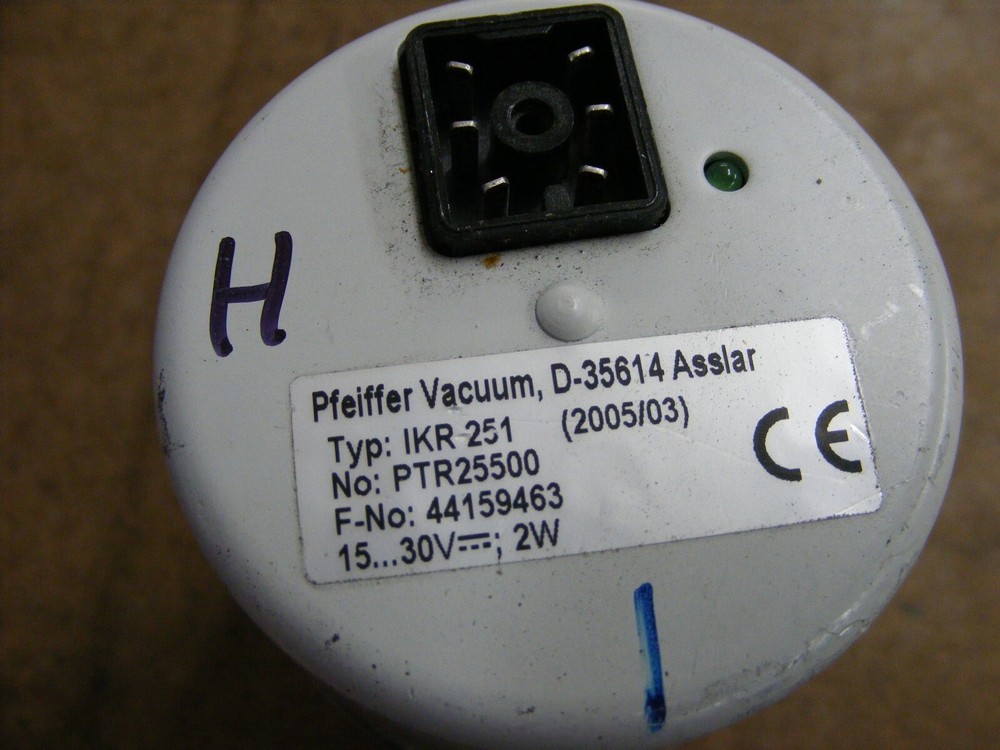 H
Pfeiffer Vacuum, D-35614 Asslar
Typ: IKR 251 (2005/03)
No: PTR25500
F-No: 44159463
15...30V⎓; 2W
CE